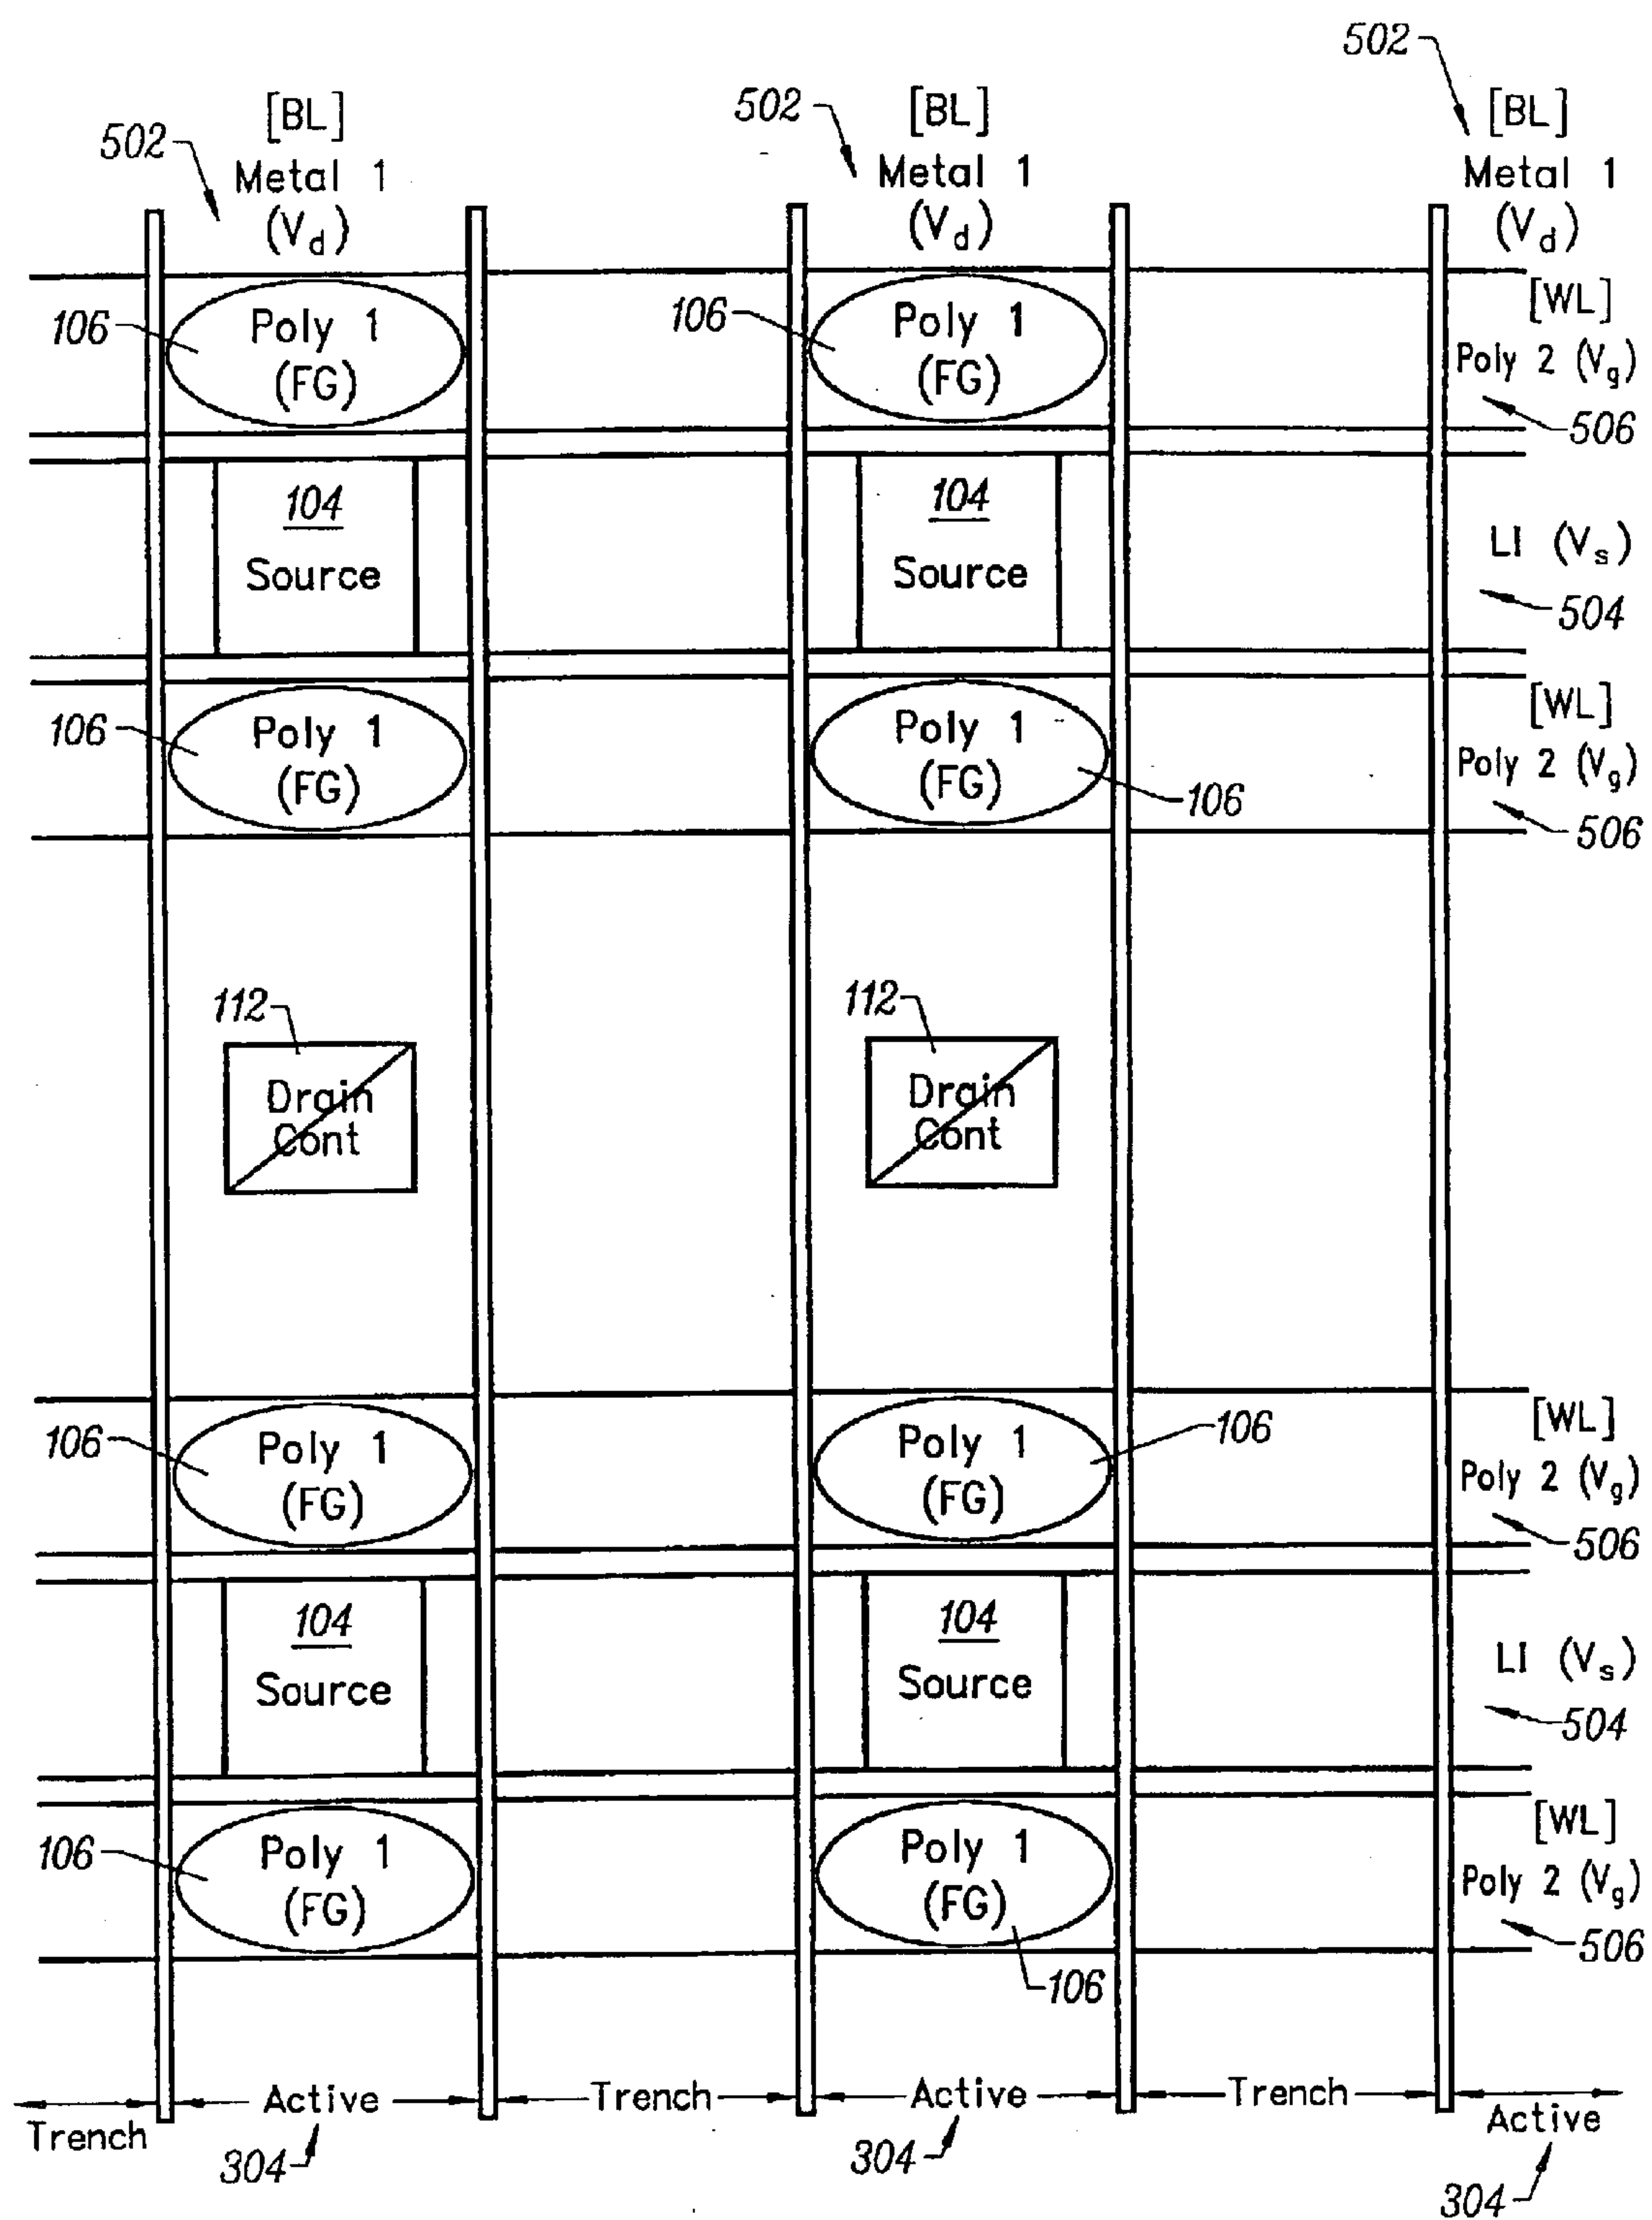 502
502
502
[BL]
Metal 1
(Vd)
[BL]
Metal 1
(Vd)
[BL]
Metal 1
(Vd)
106
Poly 1
(FG)
106
Poly 1
(FG)
[WL]
Poly 2 (Vg)
506
104
Source
104
Source
LI (Vs)
504
106
Poly 1
(FG)
Poly 1
(FG)
106
[WL]
Poly 2 (Vg)
506
112
Drain
Cont
112
Drain
Cont
106
Poly 1
(FG)
Poly 1
(FG)
106
[WL]
Poly 2 (Vg)
506
104
Source
104
Source
LI (Vs)
504
106
Poly 1
(FG)
Poly 1
(FG)
106
[WL]
Poly 2 (Vg)
506
Trench
Active
304
Trench
Active
304
Trench
Active
304